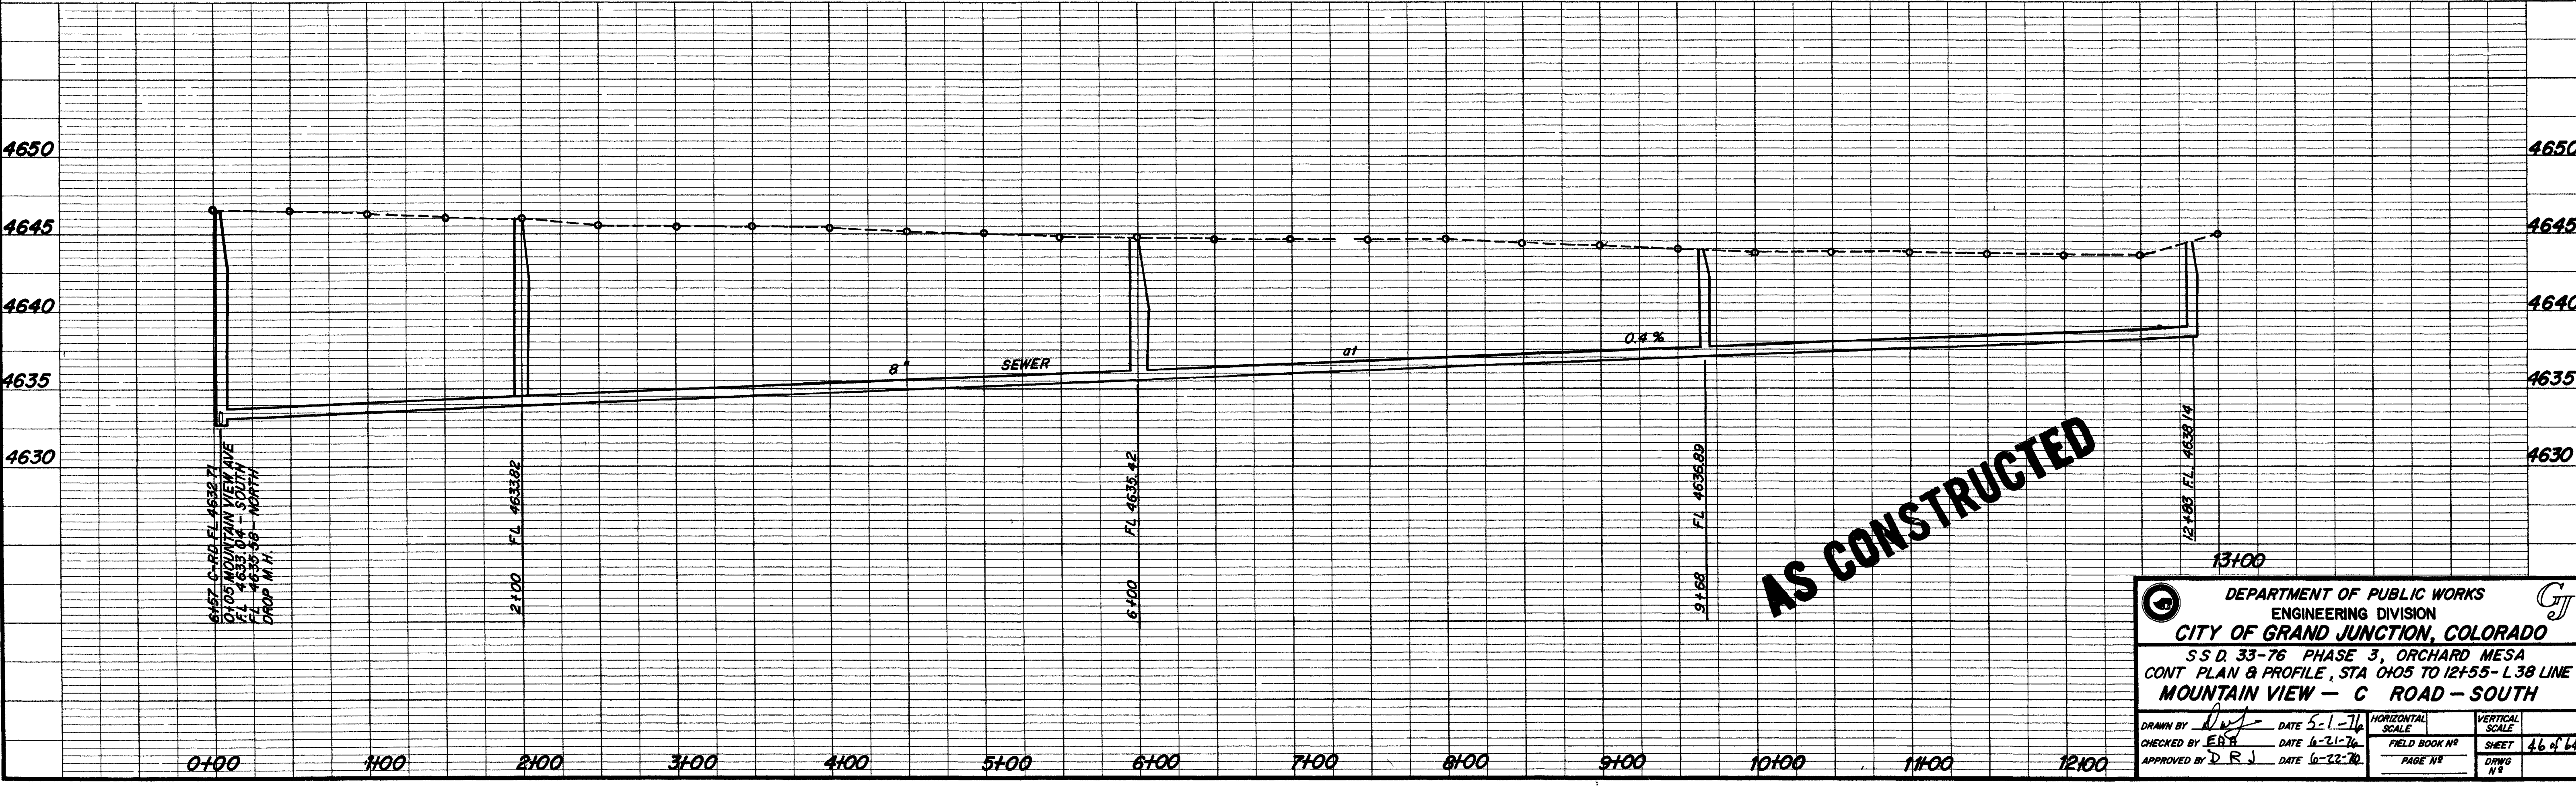 4650
4645
4640
4635
4630
4650
4645
4640
4635
4630
8" SEWER at 0.4 %
6+57 C-RD FL 4632.71
0+05 MOUNTAIN VIEW AVE
FL 4633.04 - SOUTH
FL 4635.58 - NORTH
DROP M.H.
2+00 FL 4633.82
6+00 FL 4635.42
9+68 FL 4636.89
12+83 FL. 4638.14
AS CONSTRUCTED
13+00
0+00 1+00 2+00 3+00 4+00 5+00 6+00 7+00 8+00 9+00 10+00 11+00 12+00
DEPARTMENT OF PUBLIC WORKS
ENGINEERING DIVISION
GJ
CITY OF GRAND JUNCTION, COLORADO
S S D. 33-76 PHASE 3, ORCHARD MESA
CONT PLAN & PROFILE, STA 0+05 TO 12+55 - L 38 LINE
MOUNTAIN VIEW — C ROAD — SOUTH
DRAWN BY DATE 5-1-76
CHECKED BY EAA DATE 6-21-76
APPROVED BY D R J DATE 6-22-76
HORIZONTAL SCALE
VERTICAL SCALE
FIELD BOOK Nº
SHEET 46 of
PAGE Nº
DRWG Nº